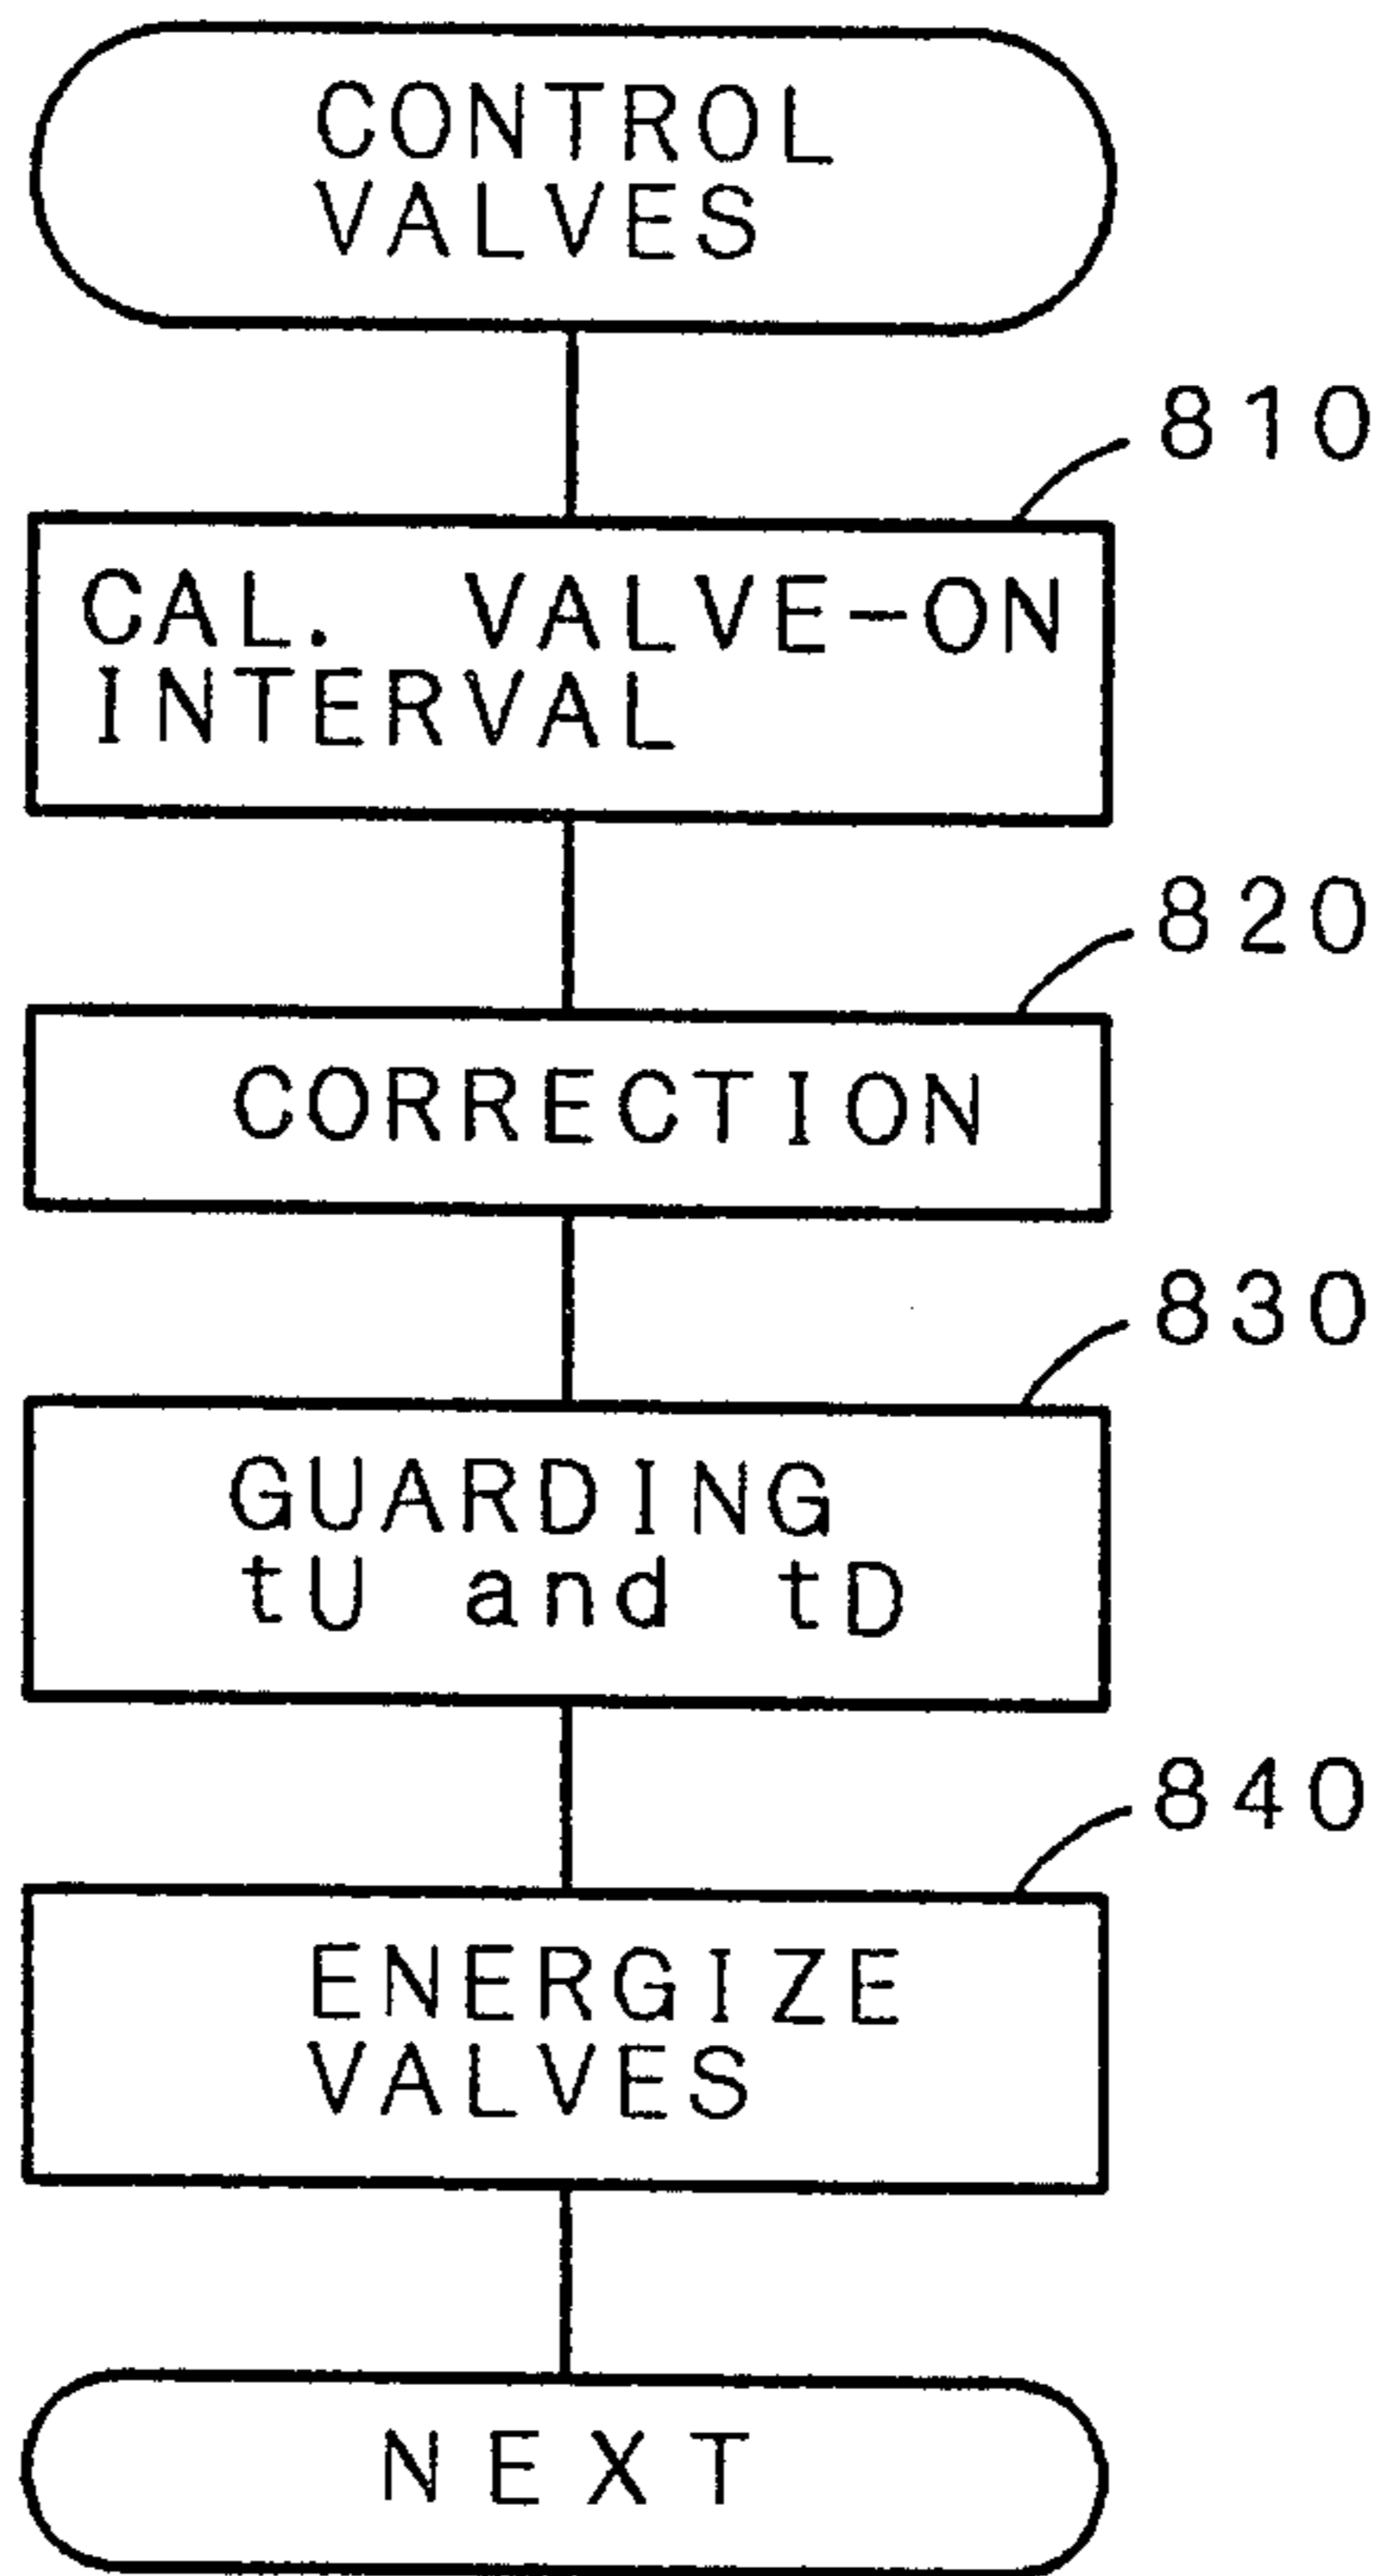 CONTROL
VALVES
810
CAL. VALVE-ON
INTERVAL
820
CORRECTION
830
GUARDING
tU and tD
840
ENERGIZE
VALVES
NEXT